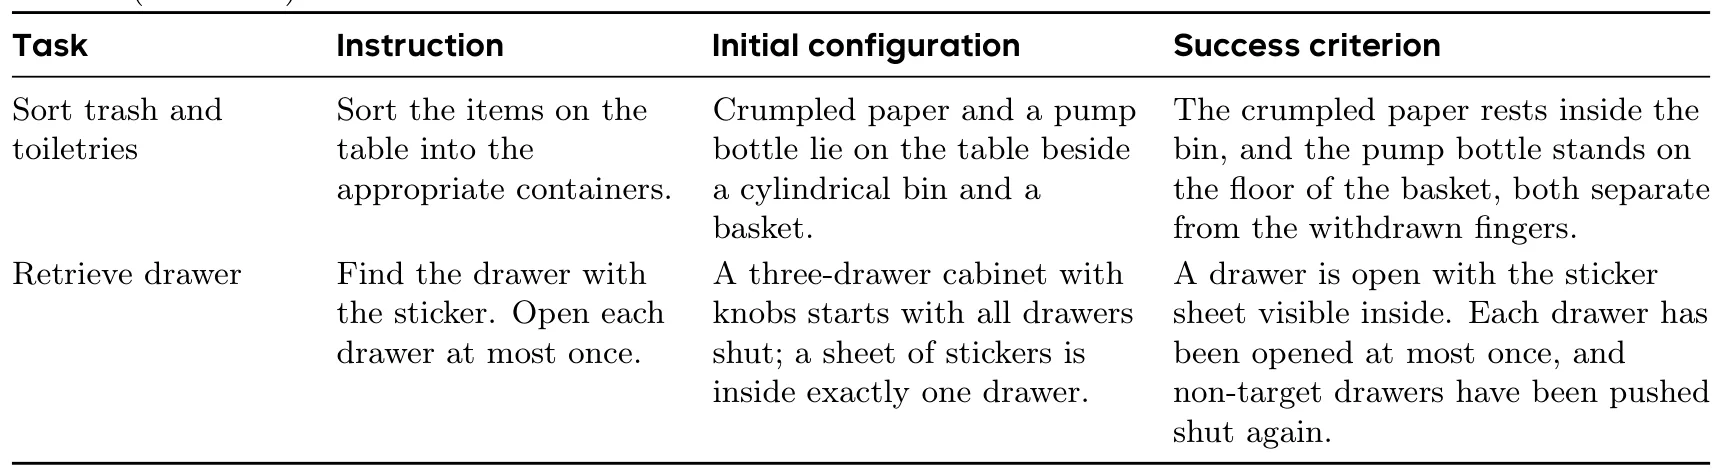 Task Instruction Initial configuration Success criterion
Sort trash and toiletries
Sort the items on the
table into the
appropriate containers.
Crumpled paper and a pump
bottle lie on the table beside
a cylindrical bin and a
basket.
The crumpled paper rests inside the
bin, and the pump bottle stands on
the floor of the basket, both separate
from the withdrawn fingers.
Retrieve drawer
Find the drawer with
the sticker. Open each
drawer at most once.
A three-drawer cabinet with
knobs starts with all drawers
shut; a sheet of stickers is
inside exactly one drawer.
A drawer is open with the sticker
sheet visible inside. Each drawer has
been opened at most once, and
non-target drawers have been pushed
shut again.